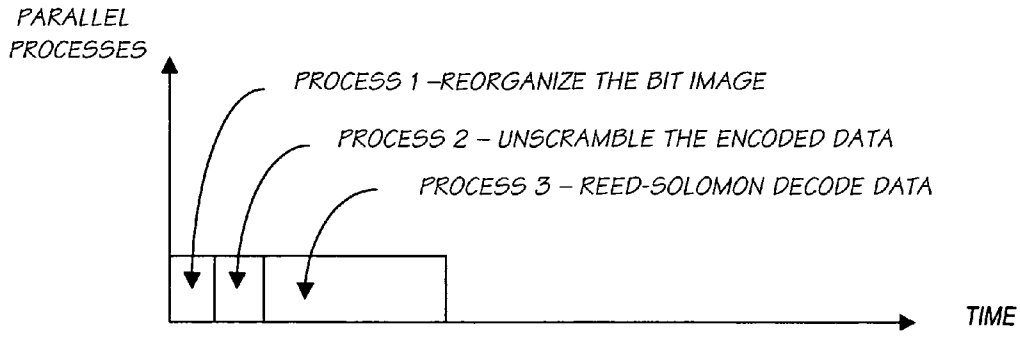 PARALLEL
PROCESSES
PROCESS 1 –REORGANIZE THE BIT IMAGE
PROCESS 2 – UNSCRAMBLE THE ENCODED DATA
PROCESS 3 – REED-SOLOMON DECODE DATA
TIME